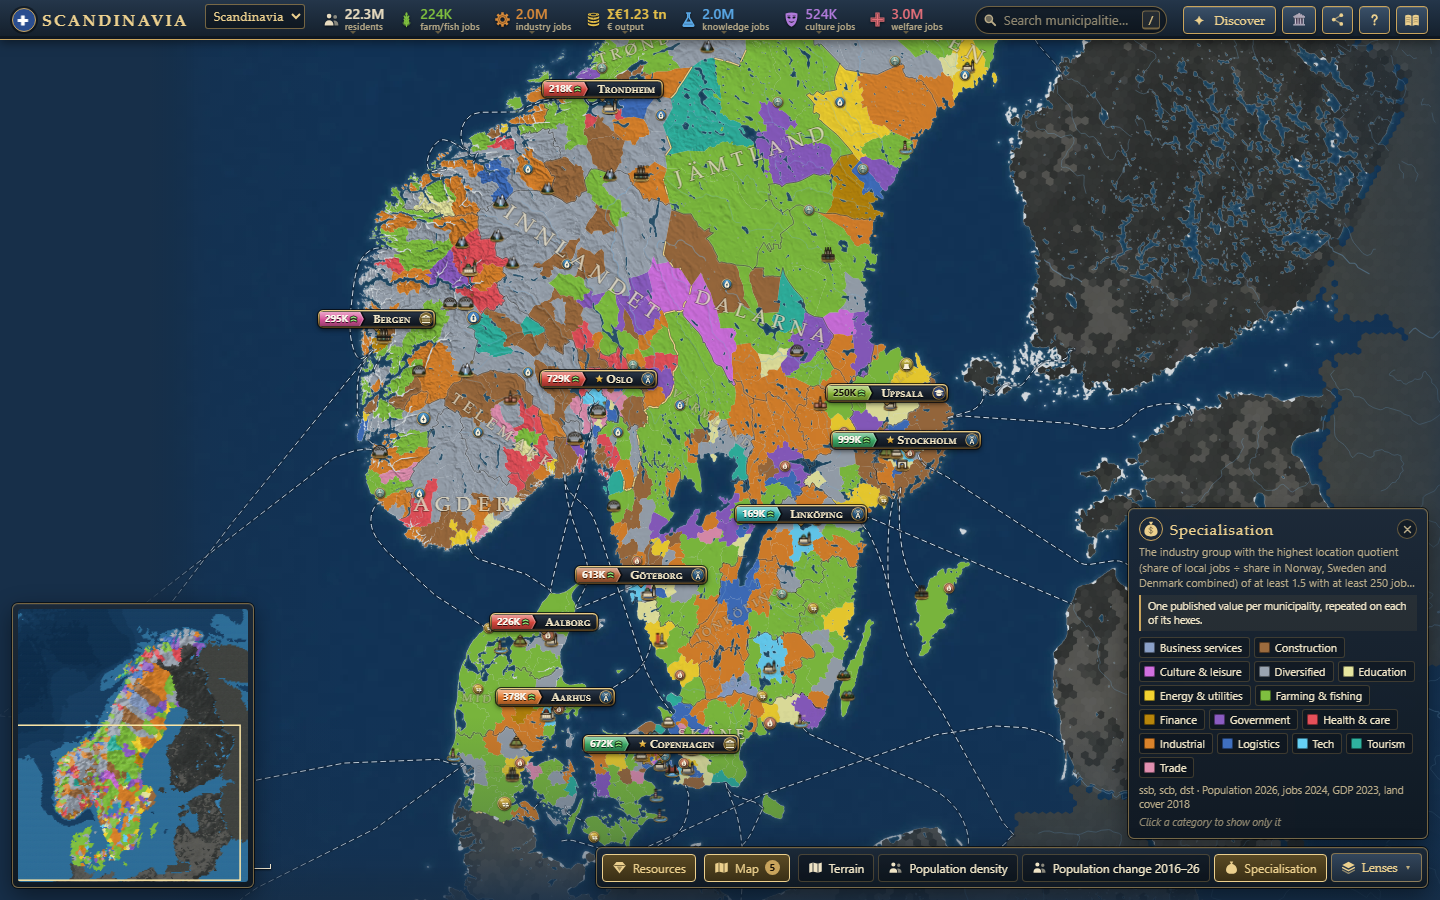 SCANDINAVIA
Scandinavia
22.3M
residents
224K
farm/fish jobs
2.0M
industry jobs
Σ€1.23 tn
€ output
2.0M
knowledge jobs
524K
culture jobs
3.0M
welfare jobs
Search municipalitie...
/
Discover
?
218K TRONDHEIM
JÄMTLAND
INNLANDET
DALARNA
295K BERGEN
729K OSLO
TELEMARK
250K UPPSALA
999K STOCKHOLM
AGDER
169K LINKÖPING
613K GÖTEBORG
226K AALBORG
378K AARHUS
SKÅNE
672K COPENHAGEN
Specialisation
The industry group with the highest location quotient
(share of local jobs ÷ share in Norway, Sweden and
Denmark combined) of at least 1.5 with at least 250 job...
One published value per municipality, repeated on each
of its hexes.
Business services Construction
Culture & leisure Diversified Education
Energy & utilities Farming & fishing
Finance Government Health & care
Industrial Logistics Tech Tourism
Trade
ssb, scb, dst · Population 2026, jobs 2024, GDP 2023, land
cover 2018
Click a category to show only it
Resources Map 5 Terrain Population density Population change 2016–26 Specialisation Lenses